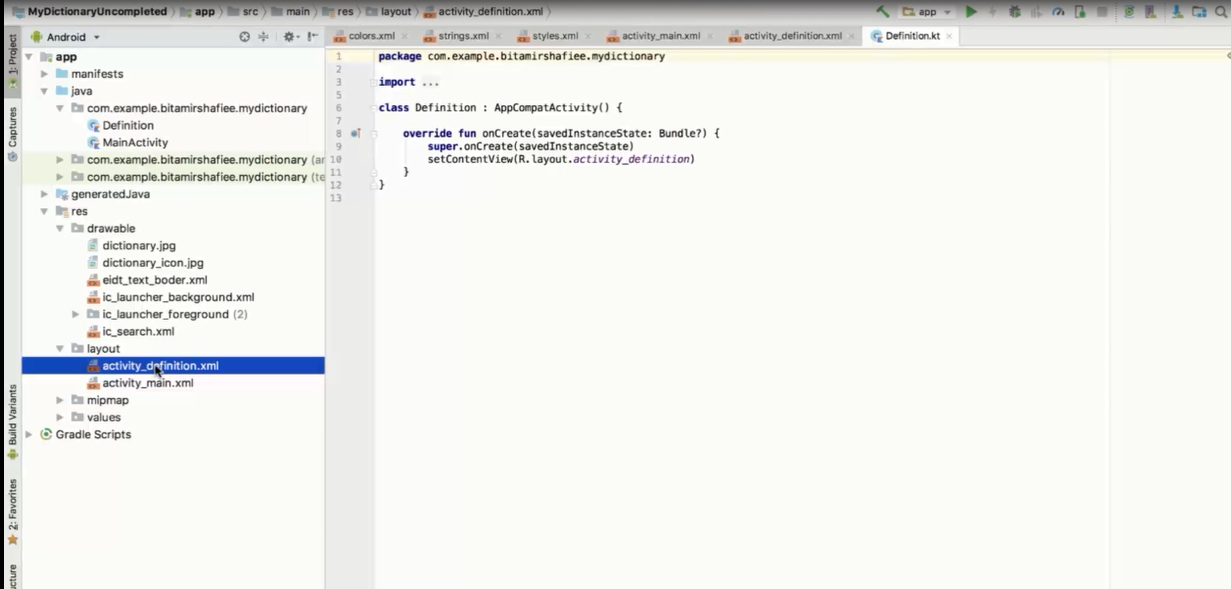 MyDictionaryUncompleted app src main res layout activity_definition.xml
app
Android
1: Project
Captures
Build Variants
2: Favorites
app
manifests
java
com.example.bitamirshafiee.mydictionary
Definition
MainActivity
com.example.bitamirshafiee.mydictionary (
com.example.bitamirshafiee.mydictionary (te
generatedJava
res
drawable
dictionary.jpg
dictionary_icon.jpg
eidt_text_boder.xml
ic_launcher_background.xml
ic_launcher_foreground (2)
ic_search.xml
layout
activity_definition.xml
activity_main.xml
mipmap
values
Gradle Scripts
colors.xml strings.xml styles.xml activity_main.xml activity_definition.xml Definition.kt
1 package com.example.bitamirshafiee.mydictionary
2
3 import ...
5
6 class Definition : AppCompatActivity() {
7
8 override fun onCreate(savedInstanceState: Bundle?) {
9 super.onCreate(savedInstanceState)
10 setContentView(R.layout.activity_definition)
11 }
12 }
13